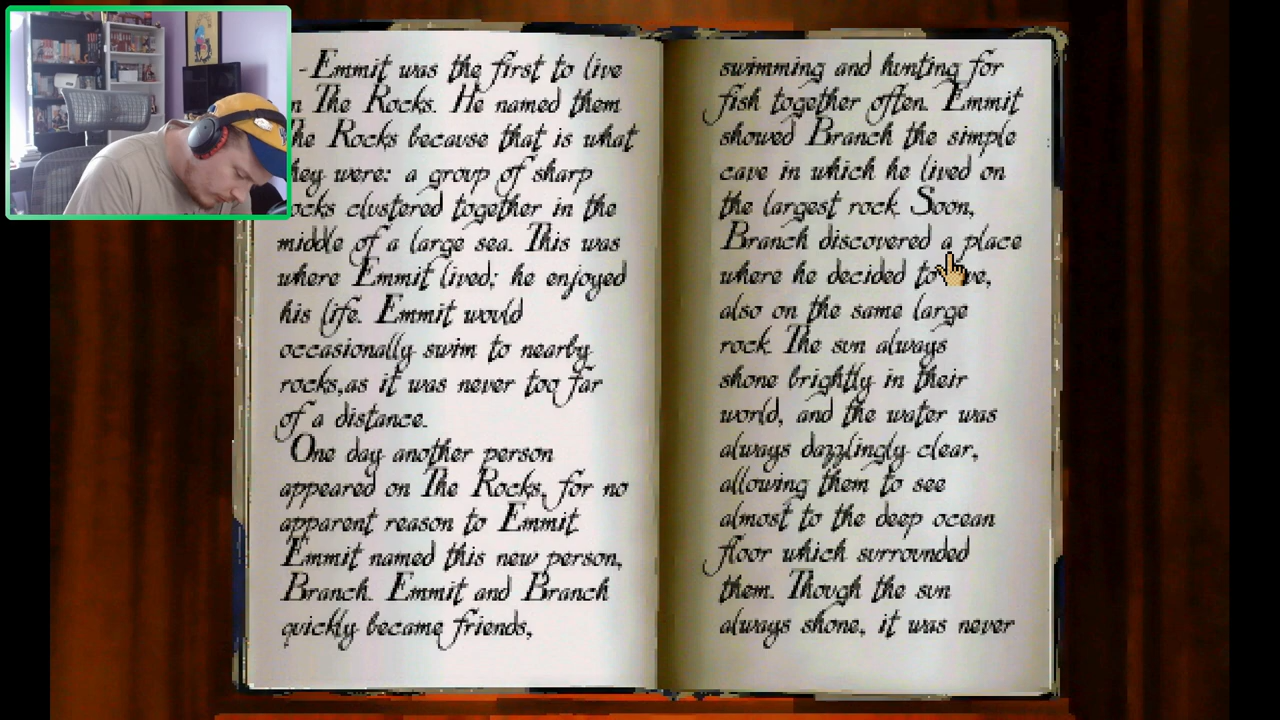 -Emmit was the first to live
n The Rocks. He named them
he Rocks because that is what
hey were: a group of sharp
ocks clustered together in the
middle of a large sea. This was
where Emmit lived; he enjoyed
his life. Emmit would
occasionally swim to nearby
rocks,as it was never too far
of a distance.
One day another person
appeared on The Rocks, for no
apparent reason to Emmit
Emmit named this new person,
Branch. Emmit and Branch
quickly became friends,
swimming and hunting for
fish together often. Emmit
showed Branch the simple
cave in which he lived on
the largest rock. Soon,
Branch discovered a place
where he decided to ve,
also on the same large
rock. The sun always
shone brightly in their
world, and the water was
always dazzlingly clear,
allowing them to see
almost to the deep ocean
floor which surrounded
them. Though the sun
always shone, it was never